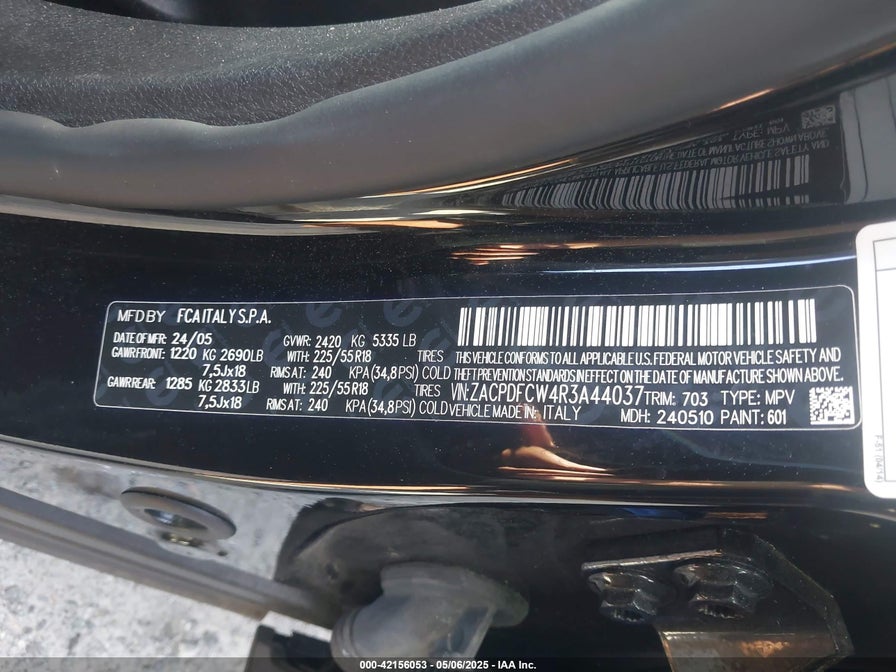 MFD BY FCA ITALY S.P.A.
DATE OF MFR 24/05 GVWR: 2420 KG 5335 LB
GAWR FRONT: 1220 KG 2690LB WITH: 225/55R18 TIRES
7,5Jx18 RIMS AT: 240 KPA (34,8PSI) COLD
GAWR REAR: 1285 KG 2833LB WITH: 225/55R18 TIRES
7,5Jx18 RIMS AT: 240 KPA (34,8PSI) COLD
THIS VEHICLE CONFORMS TO ALL APPLICABLE U.S.FEDERAL MOTOR VEHICLE SAFETY AND
THEFT PREVENTION STANDARDS IN EFFECT ON THE DATE OF MANUFACTURE SHOWN ABOVE
VIN: ZACPDFCW4R3A44037 TRIM: 703 TYPE: MPV
VEHICLE MADE IN: ITALY MDH: 240510 PAINT: 601
000-42156053 — 05/06/2025 — IAA Inc.